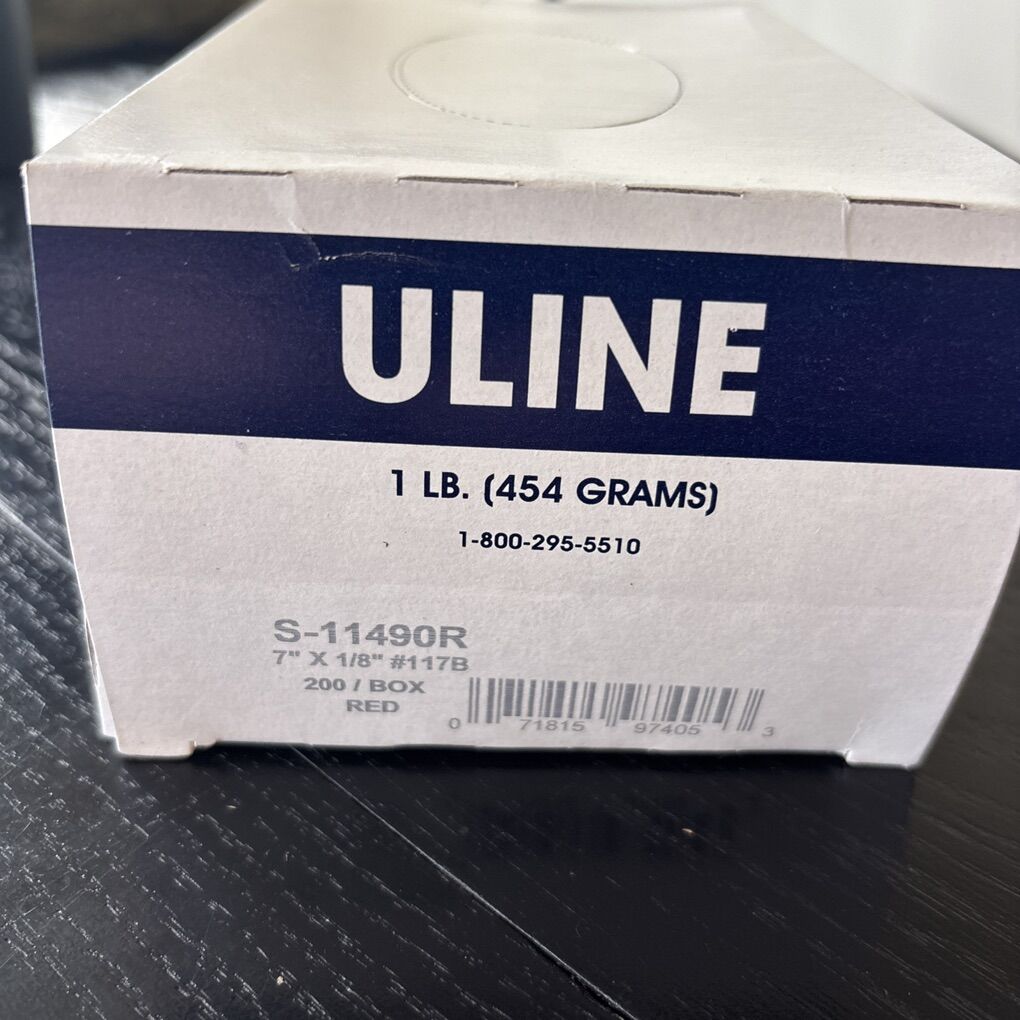 ULINE
1 LB. (454 GRAMS)
1-800-295-5510
S-11490R
7" X 1/8" #117B
200 / BOX
RED
0 71815 97405 3